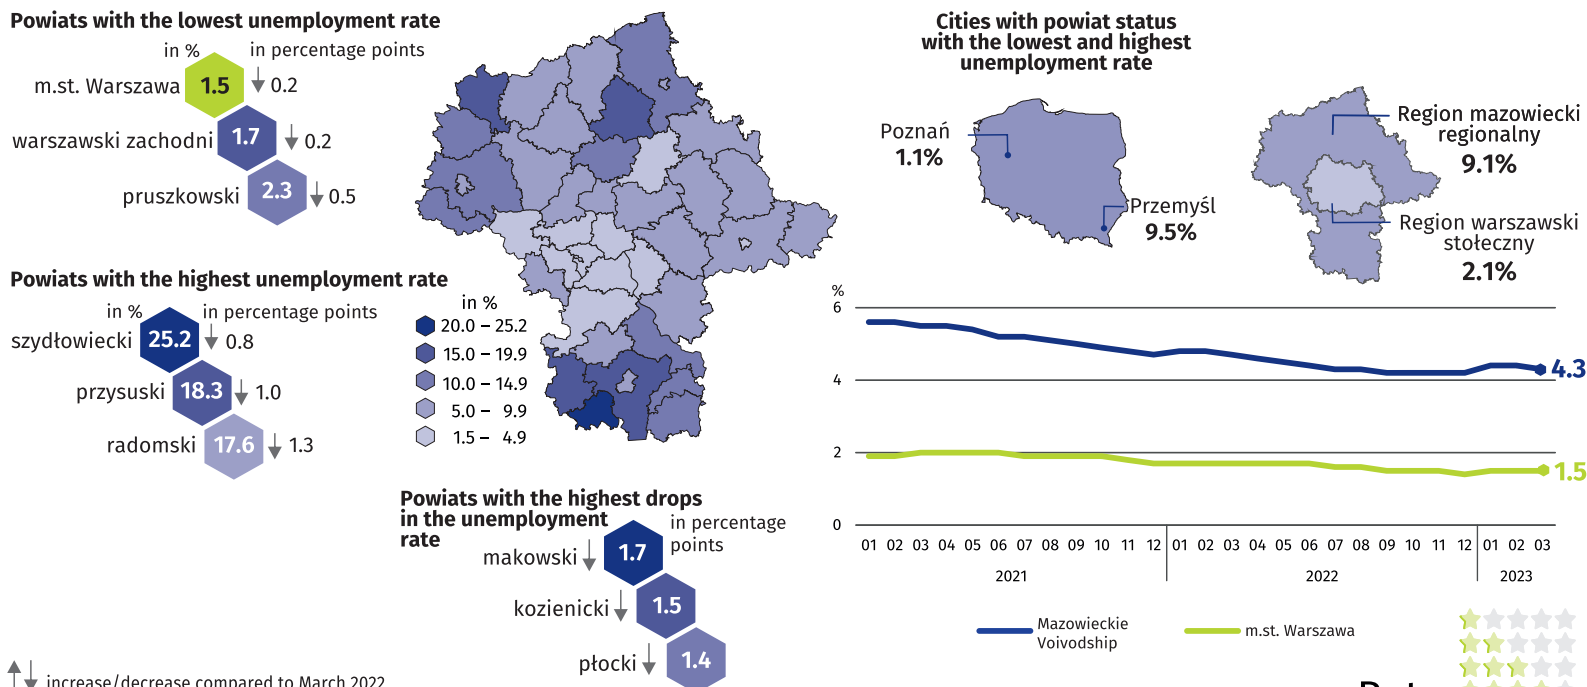 Powiats with the lowest unemployment rate
in %
in percentage points
m.st. Warszawa
1.5
0.2
warszawski zachodni
1.7
0.2
pruszkowski
2.3
0.5
Powiats with the highest unemployment rate
in %
in percentage points
szydłowiecki
25.2
0.8
przysuski
18.3
1.0
radomski
17.6
1.3
in %
20.0 – 25.2
15.0 – 19.9
10.0 – 14.9
5.0 – 9.9
1.5 – 4.9
Powiats with the highest drops
in the unemployment
rate
in percentage
points
makowski
1.7
kozienicki
1.5
płocki
1.4
increase/decrease compared to March 2022
Cities with powiat status
with the lowest and highest
unemployment rate
Poznań
1.1%
Przemyśl
9.5%
Region mazowiecki
regionalny
9.1%
Region warszawski
stołeczny
2.1%
%
6
4
2
0
4.3
1.5
01 02 03 04 05 06 07 08 09 10 11 12 01 02 03 04 05 06 07 08 09 10 11 12 01 02 03
2021 2022 2023
Mazowieckie
Voivodship
m.st. Warszawa